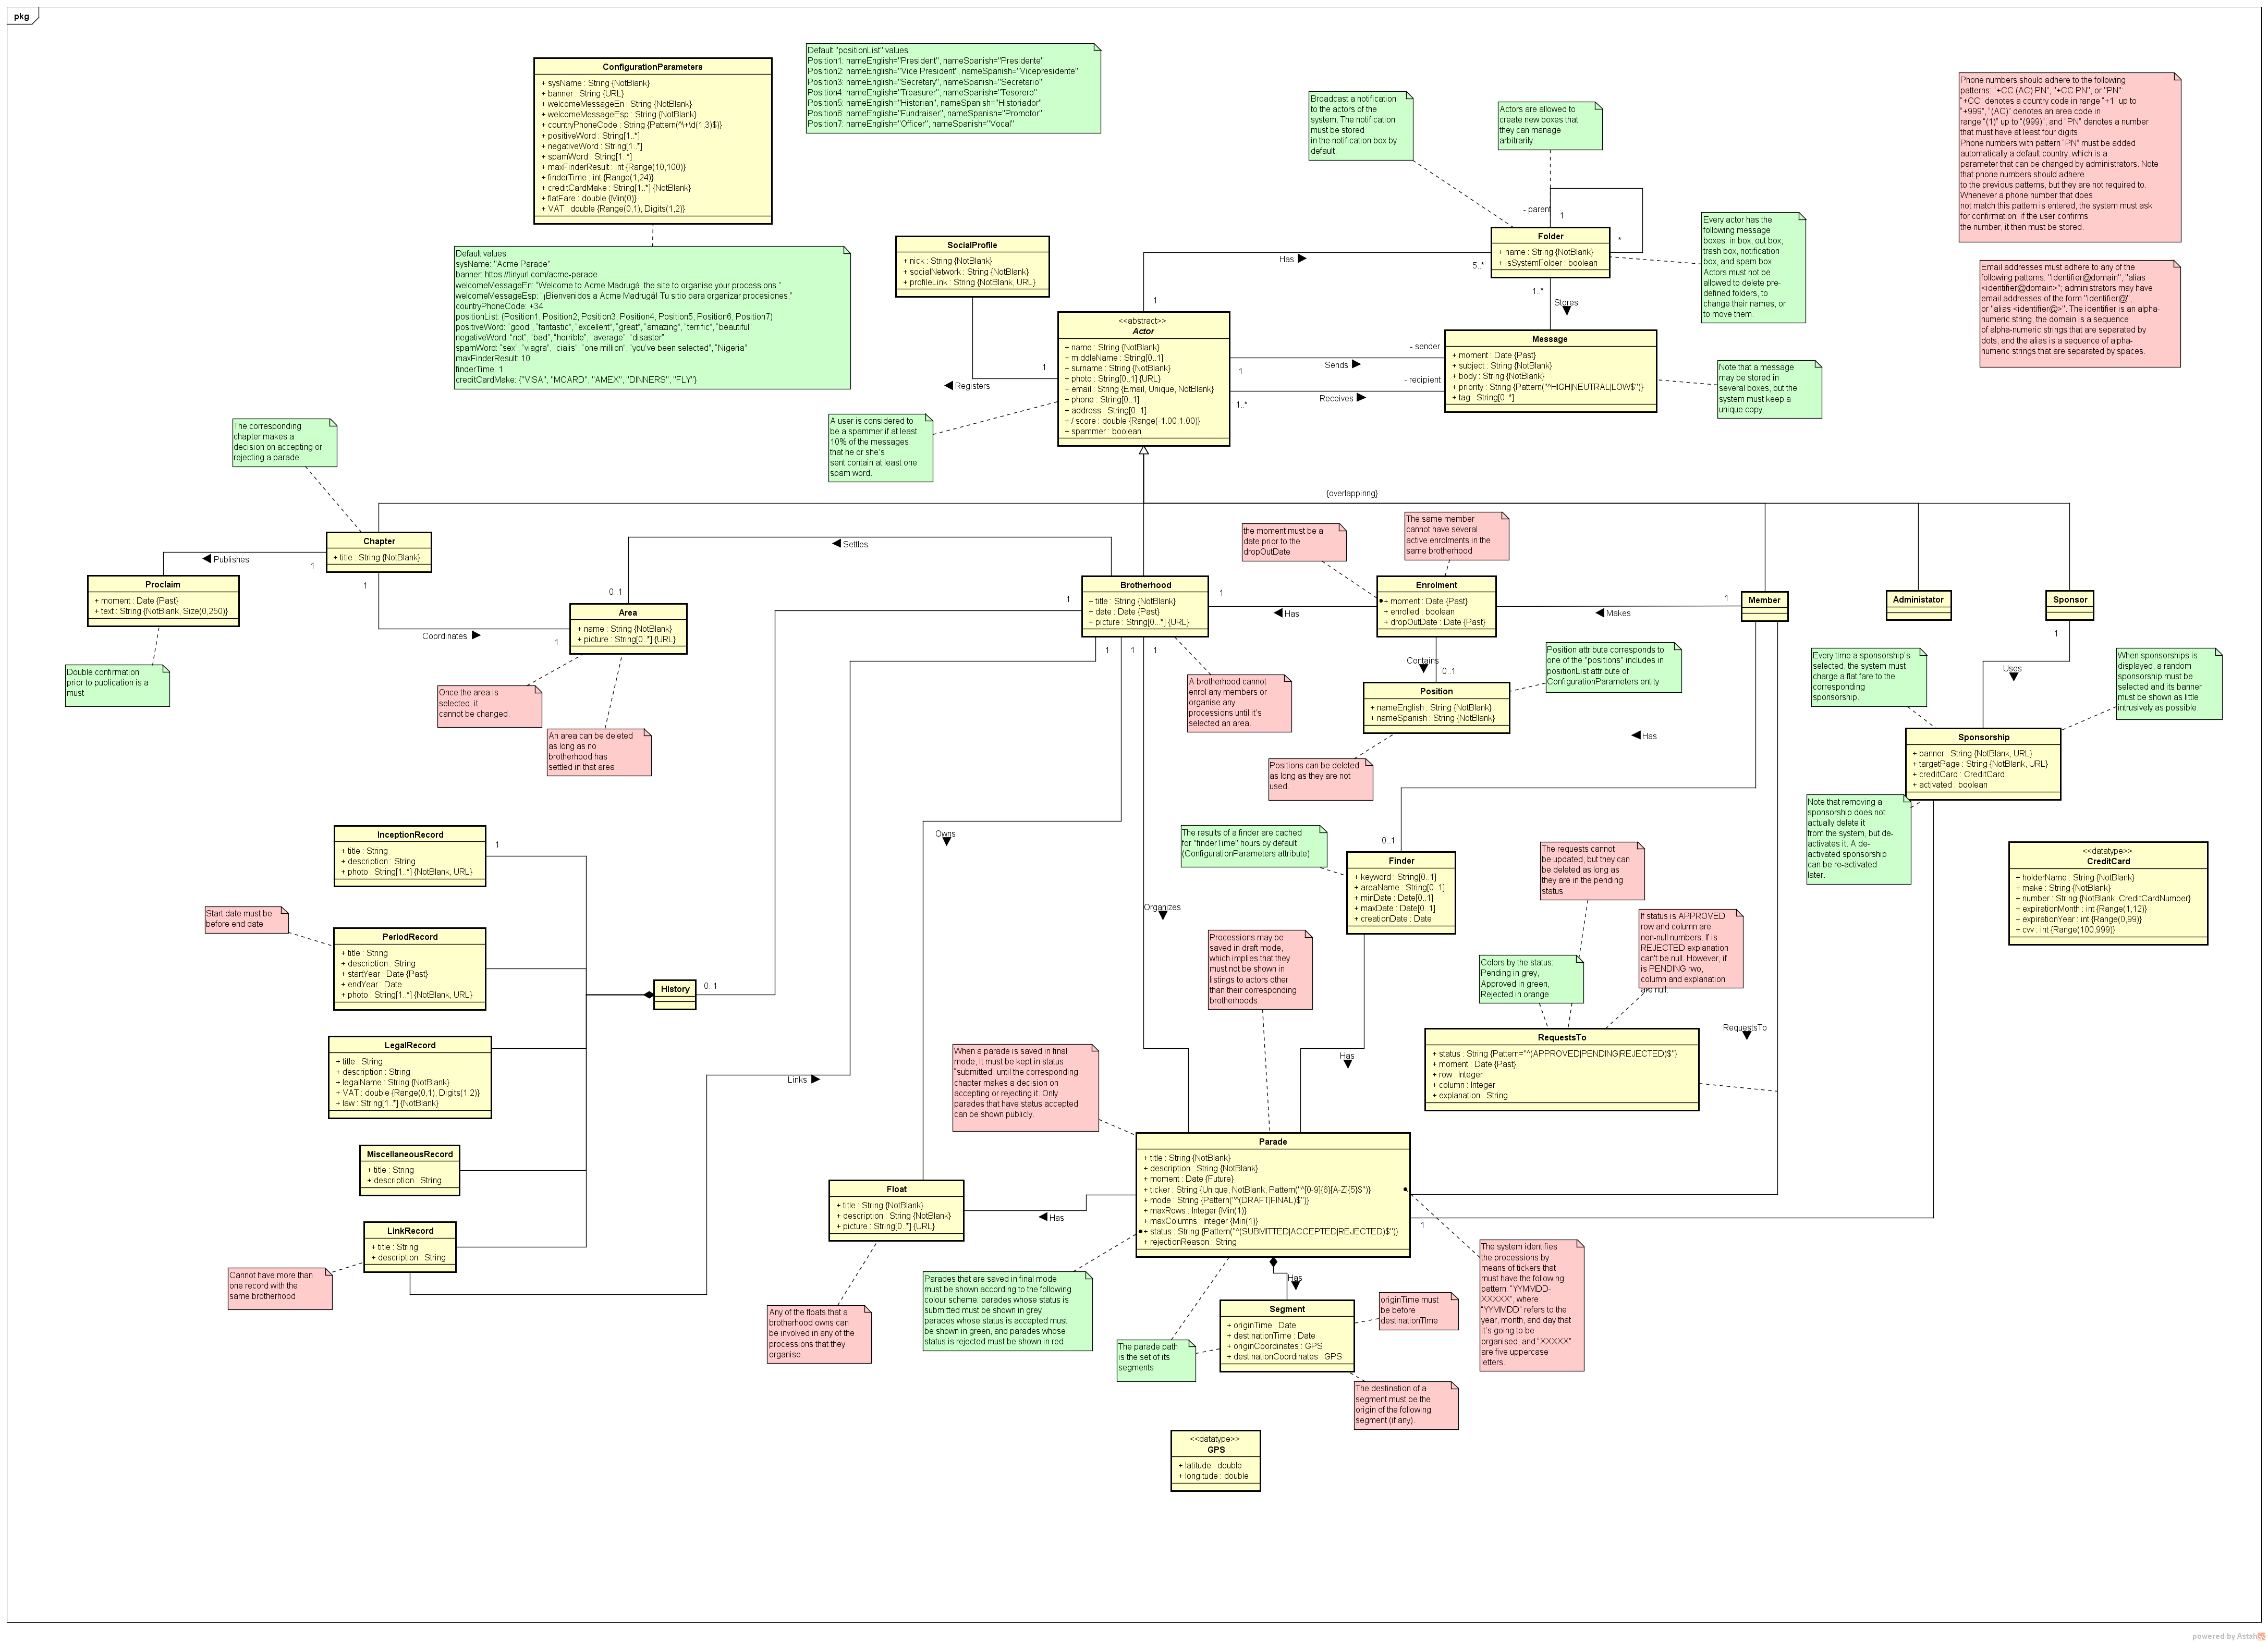 pkg
ConfigurationParameters
+ sysName : String {NotBlank}
+ banner : String {URL}
+ welcomeMessageEn : String {NotBlank}
+ welcomeMessageEsp : String {NotBlank}
+ countryPhoneCode : String {Pattern(^\+\d{1,3}$)}
+ positiveWord : String[1..*]
+ negativeWord : String[1..*]
+ spamWord : String[1..*]
+ maxFinderResult : int {Range(10,100)}
+ finderTime : int {Range(1,24)}
+ creditCardMake : String[1..*] {NotBlank}
+ flatFare : double {Min(0)}
+ VAT : double {Range(0,1), Digits(1,2)}
Default "positionList" values:
Position1: nameEnglish="President", nameSpanish="Presidente"
Position2: nameEnglish="Vice President", nameSpanish="Vicepresidente"
Position3: nameEnglish="Secretary", nameSpanish="Secretario"
Position4: nameEnglish="Treasurer", nameSpanish="Tesorero"
Position5: nameEnglish="Historian", nameSpanish="Historiador"
Position6: nameEnglish="Fundraiser", nameSpanish="Promotor"
Position7: nameEnglish="Officer", nameSpanish="Vocal"
Broadcast a notification
to the actors of the
system. The notification
must be stored
in the notification box by
default.
Actors are allowed to
create new boxes that
they can manage
arbitrarily.
Phone numbers should adhere to the following
patterns: "+CC (AC) PN", "+CC PN", or "PN":
"+CC" denotes a country code in range "+1" up to
"+999", "(AC)" denotes an area code in
range "(1)" up to "(999)", and "PN" denotes a number
that must have at least four digits.
Phone numbers with pattern "PN" must be added
automatically a default country, which is a
parameter that can be changed by administrators. Note
that phone numbers should adhere
to the previous patterns, but they are not required to.
Whenever a phone number that does
not match this pattern is entered, the system must ask
for confirmation; if the user confirms
the number, it then must be stored.
Default values:
sysName: "Acme Parade"
banner: https://tinyurl.com/acme-parade
welcomeMessageEn: "Welcome to Acme Madrugá, the site to organise your processions."
welcomeMessageEsp: "¡Bienvenidos a Acme Madrugá! Tu sitio para organizar procesiones."
countryPhoneCode: +34
positionList: (Position1, Position2, Position3, Position4, Position5, Position6, Position7)
positiveWord: "good", "fantastic", "excellent", "great", "amazing", "terrific", "beautiful"
negativeWord: "not", "bad", "horrible", "average", "disaster"
spamWord: "sex", "viagra", "cialis", "one million", "you've been selected", "Nigeria"
maxFinderResult: 10
finderTime: 1
creditCardMake: {"VISA", "MCARD", "AMEX", "DINNERS", "FLY"}
SocialProfile
+ nick : String {NotBlank}
+ socialNetwork : String {NotBlank}
+ profileLink : String {NotBlank, URL}
- parent
1
*
Folder
+ name : String {NotBlank}
+ isSystemFolder : boolean
Has
5..*
1
1..*
Stores
Every actor has the
following message
boxes: in box, out box,
trash box, notification
box, and spam box.
Actors must not be
allowed to delete pre-
defined folders, to
change their names, or
to move them.
Email addresses must adhere to any of the
following patterns: "identifier@domain", "alias
<identifier@domain>"; administrators may have
email addresses of the form "identifier@",
or "alias <identifier@>". The identifier is an alpha-
numeric string, the domain is a sequence
of alpha-numeric strings that are separated by
dots, and the alias is a sequence of alpha-
numeric strings that are separated by spaces.
<<abstract>>
Actor
+ name : String {NotBlank}
+ middleName : String[0..1]
+ surname : String {NotBlank}
+ photo : String[0..1] {URL}
+ email : String {Email, Unique, NotBlank}
+ phone : String[0..1]
+ address : String[0..1]
+ / score : double {Range(-1.00,1.00)}
+ spammer : boolean
1
Registers
- sender
Sends
1
- recipient
Receives
1..*
Message
+ moment : Date {Past}
+ subject : String {NotBlank}
+ body : String {NotBlank}
+ priority : String {Pattern("^HIGH|NEUTRAL|LOW$")}
+ tag : String[0..*]
Note that a message
may be stored in
several boxes, but the
system must keep a
unique copy.
A user is considered to
be a spammer if at least
10% of the messages
that he or she's
sent contain at least one
spam word.
The corresponding
chapter makes a
decision on accepting or
rejecting a parade.
{overlappinng}
Chapter
+ title : String {NotBlank}
Publishes
1
1
Proclaim
+ moment : Date {Past}
+ text : String {NotBlank, Size(0,250)}
Double confirmation
prior to publication is a
must
Coordinates
1
Settles
0..1
Area
+ name : String {NotBlank}
+ picture : String[0..*] {URL}
Once the area is
selected, it
cannot be changed.
An area can be deleted
as long as no
brotherhood has
settled in that area.
Brotherhood
+ title : String {NotBlank}
+ date : Date {Past}
+ picture : String[0...*] {URL}
1
1
1
1
1
Has
A brotherhood cannot
enrol any members or
organise any
processions until it's
selected an area.
the moment must be a
date prior to the
dropOutDate
The same member
cannot have several
active enrolments in the
same brotherhood
Enrolment
+ moment : Date {Past}
+ enrolled : boolean
+ dropOutDate : Date {Past}
Makes
1
Member
Administator
Sponsor
1
Uses
Contains
0..1
Position
+ nameEnglish : String {NotBlank}
+ nameSpanish : String {NotBlank}
Position attribute corresponds to
one of the "positions" includes in
positionList attribute of
ConfigurationParameters entity
Positions can be deleted
as long as they are not
used.
Has
Every time a sponsorship's
selected, the system must
charge a flat fare to the
corresponding
sponsorship.
When sponsorships is
displayed, a random
sponsorship must be
selected and its banner
must be shown as little
intrusively as possible.
Sponsorship
+ banner : String {NotBlank, URL}
+ targetPage : String {NotBlank, URL}
+ creditCard : CreditCard
+ activated : boolean
Note that removing a
sponsorship does not
actually delete it
from the system, but de-
activates it. A de-
activated sponsorship
can be re-activated
later.
<<datatype>>
CreditCard
+ holderName : String {NotBlank}
+ make : String {NotBlank}
+ number : String {NotBlank, CreditCardNumber}
+ expirationMonth : int {Range(1,12)}
+ expirationYear : int {Range(0,99)}
+ cvv : int {Range(100,999)}
InceptionRecord
+ title : String
+ description : String
+ photo : String[1..*] {NotBlank, URL}
1
Start date must be
before end date
PeriodRecord
+ title : String
+ description : String
+ startYear : Date {Past}
+ endYear : Date
+ photo : String[1..*] {NotBlank, URL}
History
0..1
LegalRecord
+ title : String
+ description : String
+ legalName : String {NotBlank}
+ VAT : double {Range(0,1), Digits(1,2)}
+ law : String[1..*] {NotBlank}
MiscellaneousRecord
+ title : String
+ description : String
LinkRecord
+ title : String
+ description : String
Cannot have more than
one record with the
same brotherhood
Links
Owns
Organizes
The results of a finder are cached
for "finderTime" hours by default.
(ConfigurationParameters attribute)
0..1
Finder
+ keyword : String[0..1]
+ areaName : String[0..1]
+ minDate : Date[0..1]
+ maxDate : Date[0..1]
+ creationDate : Date
Has
The requests cannot
be updated, but they can
be deleted as long as
they are in the pending
status
If status is APPROVED
row and column are
non-null numbers. If is
REJECTED explanation
can't be null. However, if
is PENDING rwo,
column and explanation
are null.
Colors by the status:
Pending in grey,
Approved in green,
Rejected in orange
RequestsTo
+ status : String {Pattern="^(APPROVED|PENDING|REJECTED)$"}
+ moment : Date {Past}
+ row : Integer
+ column : Integer
+ explanation : String
RequestsTo
Processions may be
saved in draft mode,
which implies that they
must not be shown in
listings to actors other
than their corresponding
brotherhoods.
When a parade is saved in final
mode, it must be kept in status
"submitted" until the corresponding
chapter makes a decision on
accepting or rejecting it. Only
parades that have status accepted
can be shown publicly.
Parade
+ title : String {NotBlank}
+ description : String {NotBlank}
+ moment : Date {Future}
+ ticker : String {Unique, NotBlank, Pattern("^[0-9]{6}[A-Z]{5}$")}
+ mode : String {Pattern("^(DRAFT|FINAL)$")}
+ maxRows : Integer {Min(1)}
+ maxColumns : Integer {Min(1)}
+ status : String {Pattern("^(SUBMITTED|ACCEPTED|REJECTED)$")}
+ rejectionReason : String
1
Float
+ title : String {NotBlank}
+ description : String {NotBlank}
+ picture : String[0..*] {URL}
Has
Any of the floats that a
brotherhood owns can
be involved in any of the
processions that they
organise.
Parades that are saved in final mode
must be shown according to the following
colour scheme: parades whose status is
submitted must be shown in grey,
parades whose status is accepted must
be shown in green, and parades whose
status is rejected must be shown in red.
Has
Segment
+ originTime : Date
+ destinationTime : Date
+ originCoordinates : GPS
+ destinationCoordinates : GPS
The parade path
is the set of its
segments
originTime must
be before
destinationTIme
The system identifies
the processions by
means of tickers that
must have the following
pattern: "YYMMDD-
XXXXX", where
"YYMMDD" refers to the
year, month, and day that
it's going to be
organised, and "XXXXX"
are five uppercase
letters.
The destination of a
segment must be the
origin of the following
segment (if any).
<<datatype>>
GPS
+ latitude : double
+ longitude : double
powered by Astah